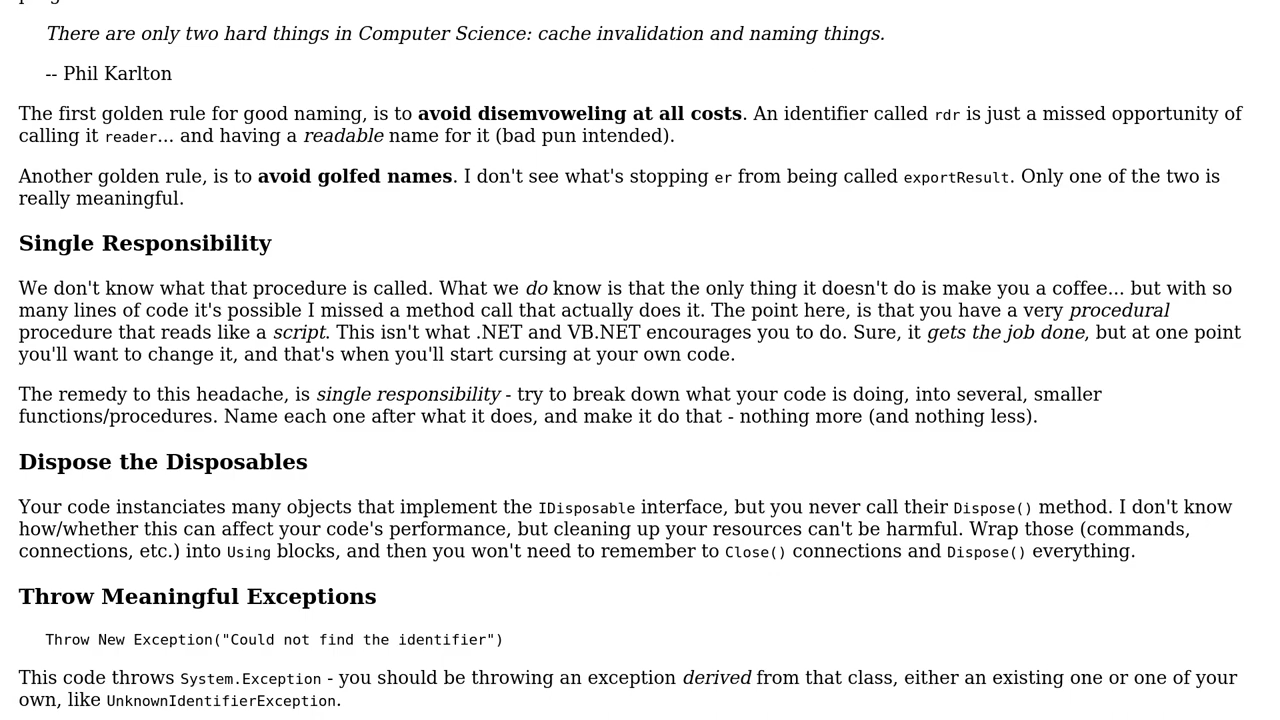 There are only two hard things in Computer Science: cache invalidation and naming things.
-- Phil Karlton
The first golden rule for good naming, is to avoid disemvoweling at all costs. An identifier called rdr is just a missed opportunity of
calling it reader... and having a readable name for it (bad pun intended).
Another golden rule, is to avoid golfed names. I don't see what's stopping er from being called exportResult. Only one of the two is
really meaningful.
Single Responsibility
We don't know what that procedure is called. What we do know is that the only thing it doesn't do is make you a coffee... but with so
many lines of code it's possible I missed a method call that actually does it. The point here, is that you have a very procedural
procedure that reads like a script. This isn't what .NET and VB.NET encourages you to do. Sure, it gets the job done, but at one point
you'll want to change it, and that's when you'll start cursing at your own code.
The remedy to this headache, is single responsibility - try to break down what your code is doing, into several, smaller
functions/procedures. Name each one after what it does, and make it do that - nothing more (and nothing less).
Dispose the Disposables
Your code instanciates many objects that implement the IDisposable interface, but you never call their Dispose() method. I don't know
how/whether this can affect your code's performance, but cleaning up your resources can't be harmful. Wrap those (commands,
connections, etc.) into Using blocks, and then you won't need to remember to Close() connections and Dispose() everything.
Throw Meaningful Exceptions
Throw New Exception("Could not find the identifier")
This code throws System.Exception - you should be throwing an exception derived from that class, either an existing one or one of your
own, like UnknownIdentifierException.